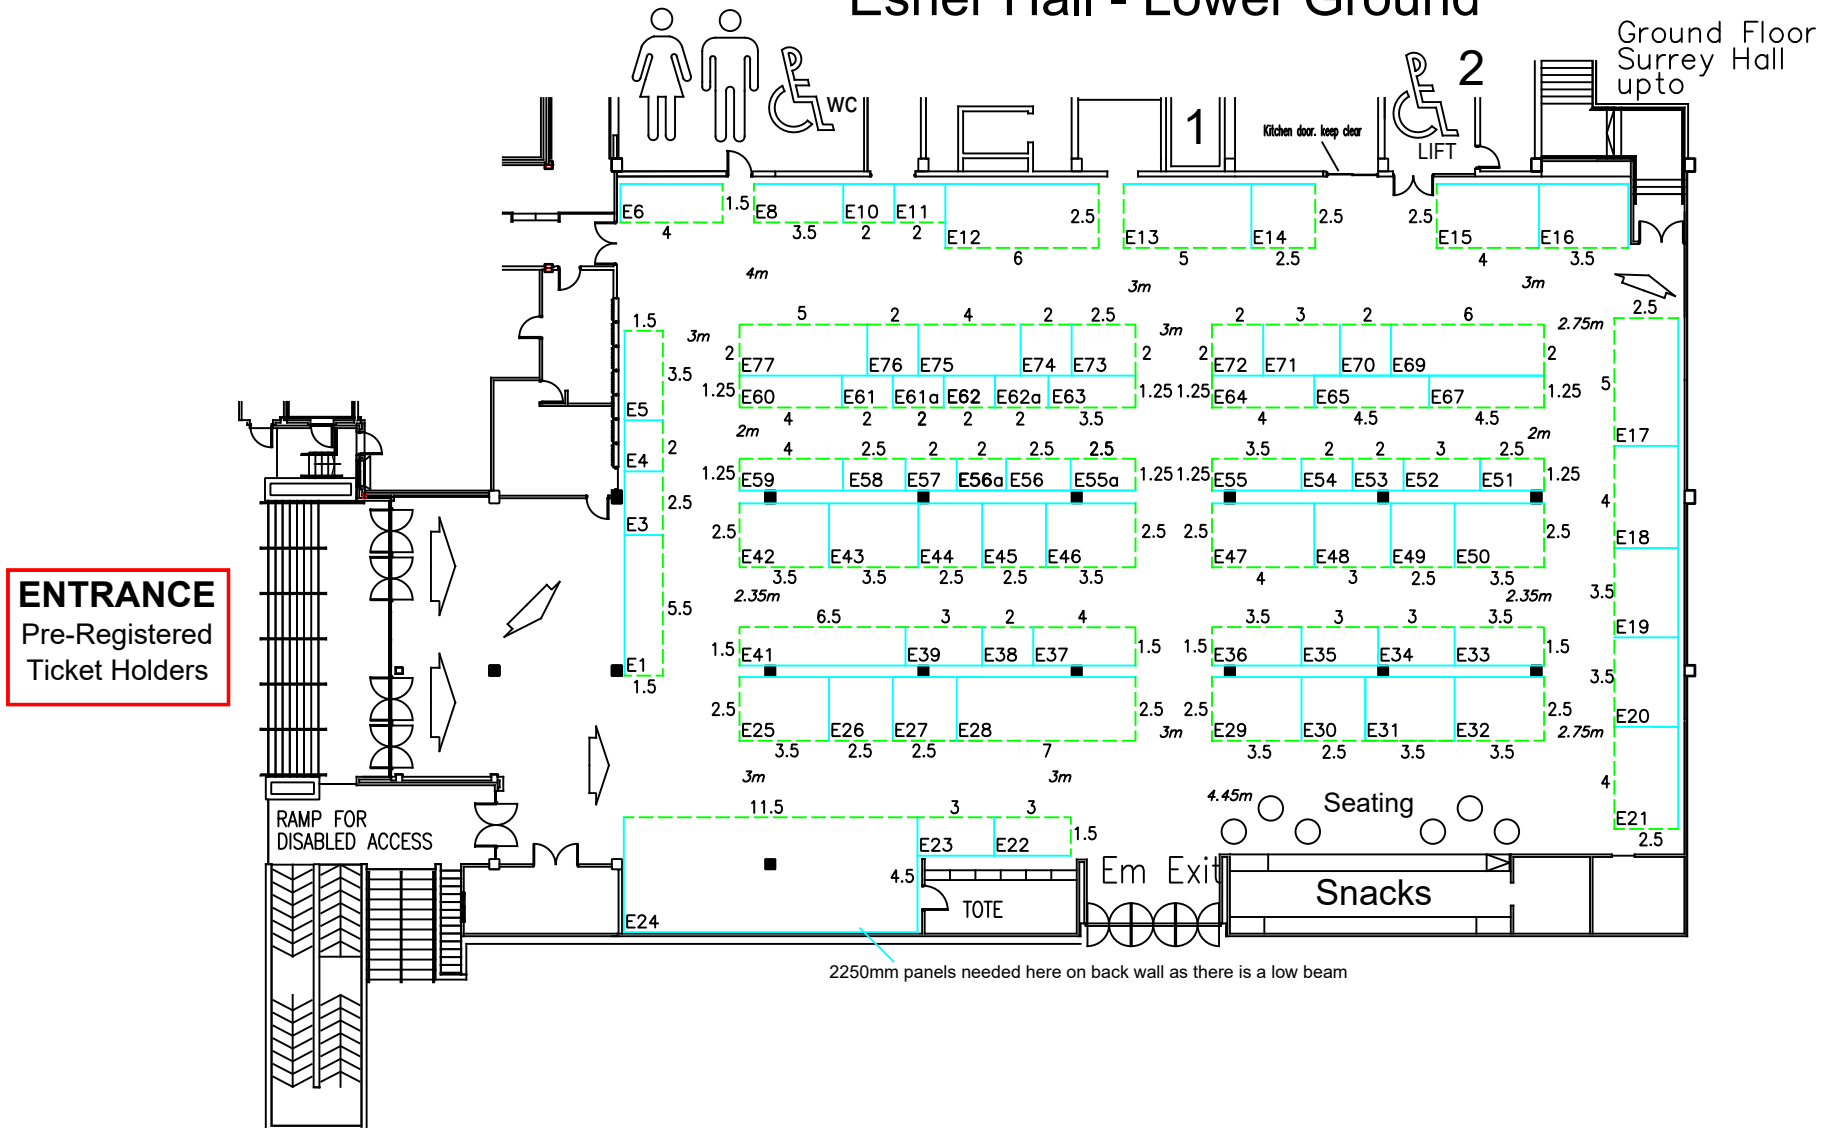 Esher Hall - Lower Ground
Ground Floor
Surrey Hall
upto
WC
1
Kitchen door. keep clear
2
LIFT
E6
1.5
E8
E10
E11
E12
2.5
E13
E14
2.5
2.5
E15
E16
4
3.5
2
2
6
5
2.5
4
3.5
4m
3m
3m
1.5
3m
5
2
4
2
2.5
3m
2
3
2
6
2.75m
2.5
2
E77
E76
E75
E74
E73
2
2
E72
E71
E70
E69
2
3.5
E5
1.25
E60
E61
E61a
E62
E62a
E63
1.25
1.25
E64
E65
E67
1.25
5
4
2
2
2
2
3.5
4
4.5
4.5
E17
2m
2m
E4
2
4
2.5
2
2
2.5
2.5
3.5
2
2
3
2.5
1.25
E59
E58
E57
E56a
E56
E55a
1.25
1.25
E55
E54
E53
E52
E51
1.25
E3
2.5
4
E18
2.5
E42
E43
E44
E45
E46
2.5
2.5
E47
E48
E49
E50
2.5
3.5
3.5
2.5
2.5
3.5
4
3
2.5
3.5
2.35m
2.35m
3.5
E19
5.5
E1
1.5
6.5
3
2
4
3.5
3
3
3.5
1.5
E41
E39
E38
E37
1.5
1.5
E36
E35
E34
E33
1.5
3.5
E20
2.5
E25
E26
E27
E28
2.5
2.5
E29
E30
E31
E32
2.5
3.5
2.5
2.5
7
3m
3.5
2.5
3.5
3.5
2.75m
3m
3m
4
E21
2.5
ENTRANCE
Pre-Registered
Ticket Holders
RAMP FOR
DISABLED ACCESS
11.5
3
3
E23
E22
1.5
4.5
E24
TOTE
4.45m
Seating
Em Exit
Snacks
2250mm panels needed here on back wall as there is a low beam